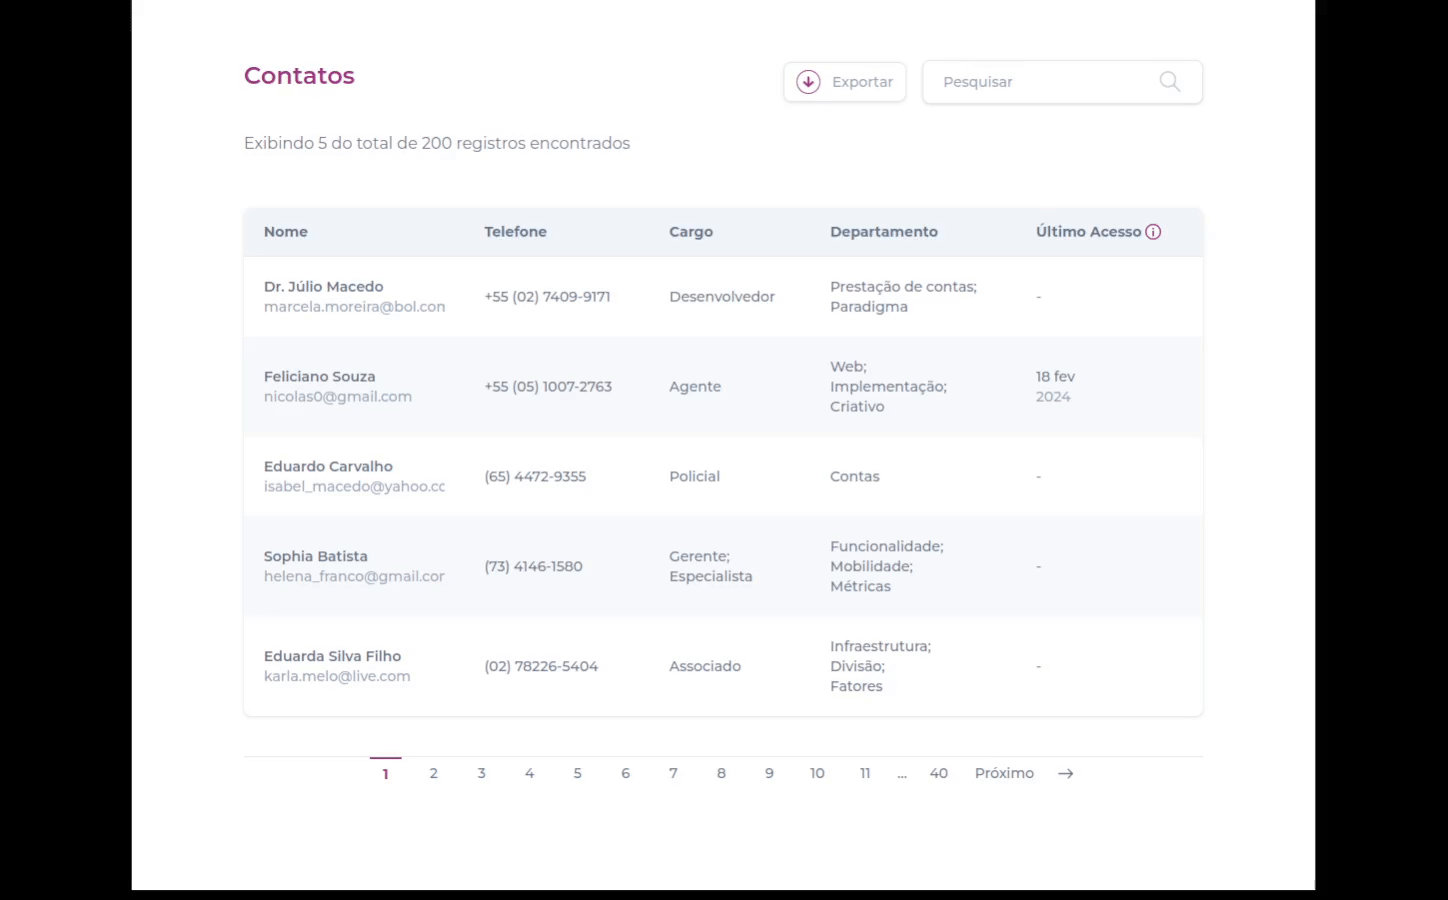 Contatos
Exportar
Pesquisar
Exibindo 5 do total de 200 registros encontrados
Nome Telefone Cargo Departamento Último Acesso
Dr. Júlio Macedo
marcela.moreira@bol.con
+55 (02) 7409-9171
Desenvolvedor
Prestação de contas;
Paradigma
-
Feliciano Souza
nicolas0@gmail.com
+55 (05) 1007-2763
Agente
Web;
Implementação;
Criativo
18 fev
2024
Eduardo Carvalho
isabel_macedo@yahoo.cc
(65) 4472-9355
Policial
Contas
-
Sophia Batista
helena_franco@gmail.cor
(73) 4146-1580
Gerente;
Especialista
Funcionalidade;
Mobilidade;
Métricas
-
Eduarda Silva Filho
karla.melo@live.com
(02) 78226-5404
Associado
Infraestrutura;
Divisão;
Fatores
-
1 2 3 4 5 6 7 8 9 10 11 ... 40 Próximo →